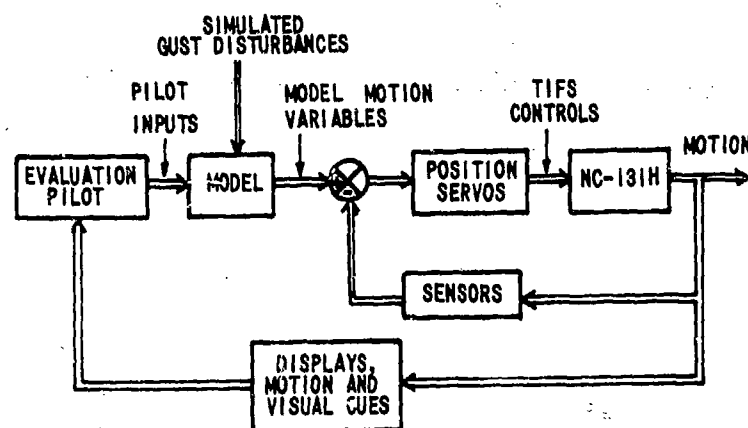 SIMULATED
GUST DISTURBANCES
PILOT
INPUTS
MODEL MOTION
VARIABLES
TIFS
CONTROLS
MOTION
EVALUATION
PILOT
MODEL
POSITION
SERVOS
NC-131H
SENSORS
DISPLAYS,
MOTION AND
VISUAL CUES